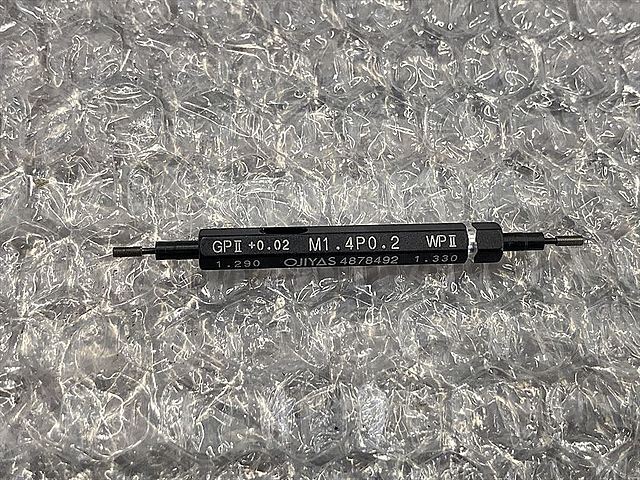 GPⅡ +0.02 M1.4P0.2 WPⅡ
1.290 OJIYAS 4878492 1.330